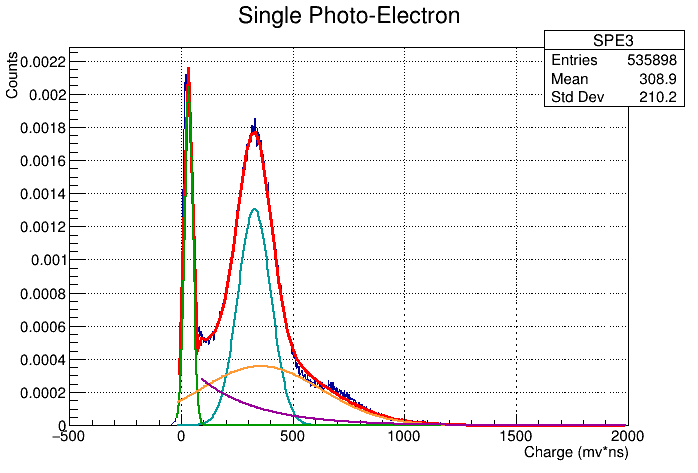 Single Photo-Electron
SPE3
Entries 535898
Mean 308.9
Std Dev 210.2
Counts
0.0022
0.002
0.0018
0.0016
0.0014
0.0012
0.001
0.0008
0.0006
0.0004
0.0002
0
−500 0 500 1000 1500 2000
Charge (mv*ns)